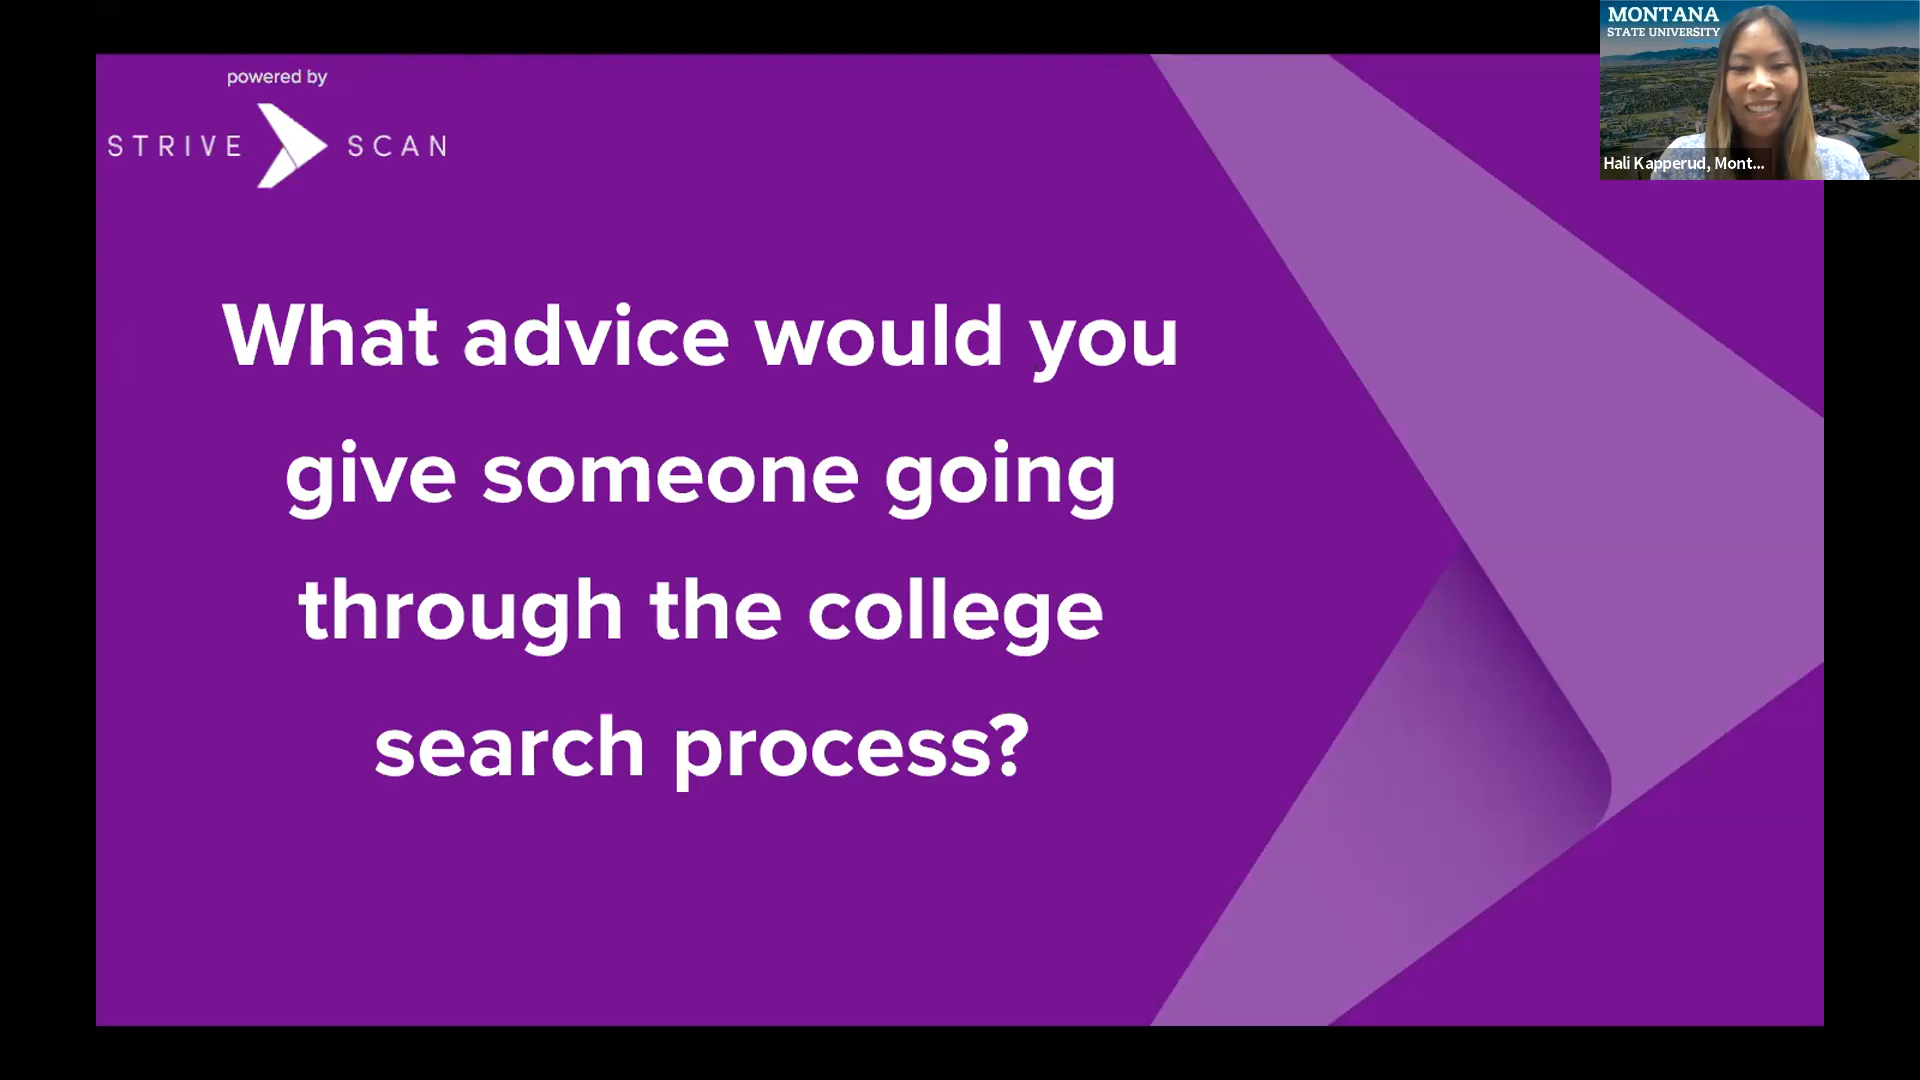 powered by
STRIVE SCAN
What advice would you
give someone going
through the college
search process?
MONTANA
STATE UNIVERSITY
Hali Kapperud, Mont...